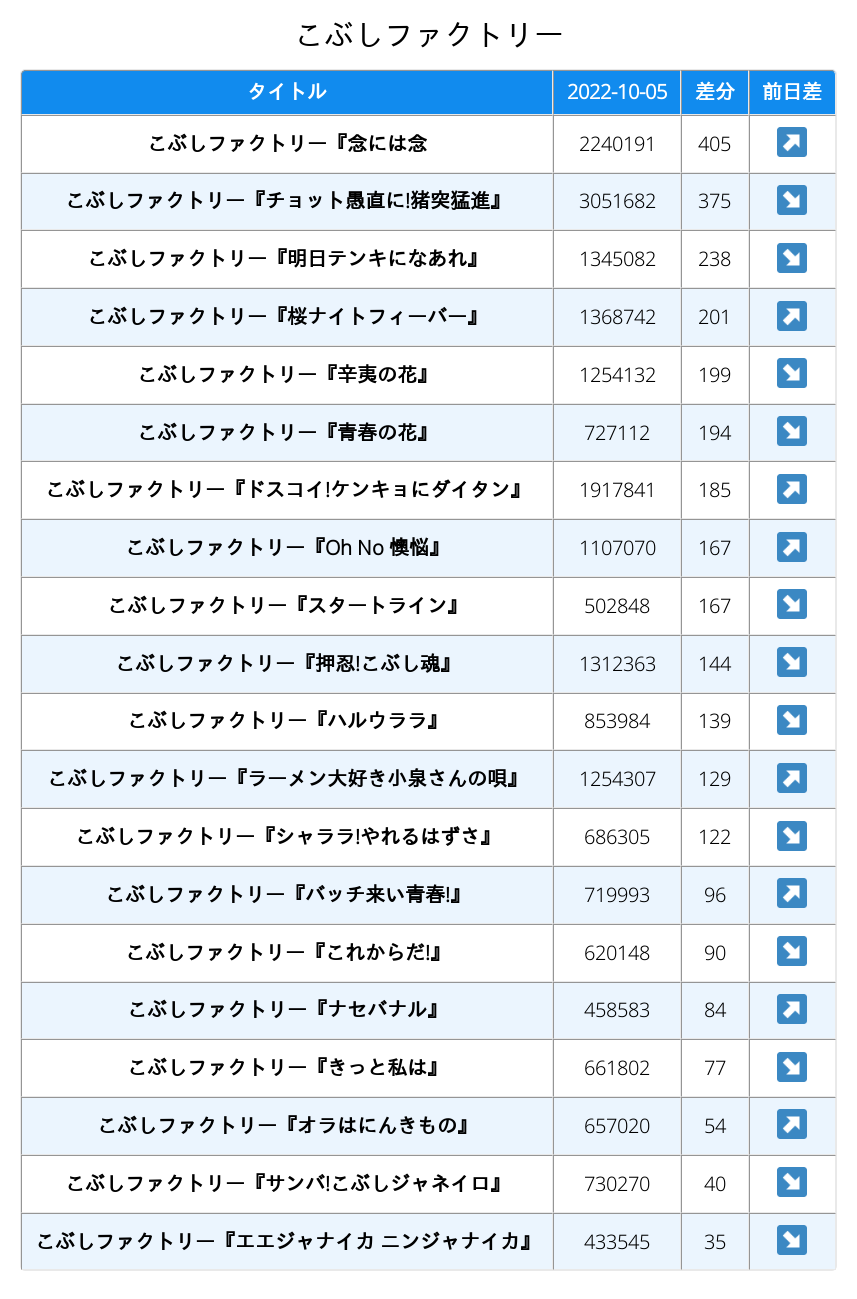 こぶしファクトリー
タイトル 2022-10-05 差分 前日差
こぶしファクトリー『念には念 2240191 405 ↗
こぶしファクトリー『チョット愚直に!猪突猛進』 3051682 375 ↘
こぶしファクトリー『明日テンキになあれ』 1345082 238 ↘
こぶしファクトリー『桜ナイトフィーバー』 1368742 201 ↗
こぶしファクトリー『辛夷の花』 1254132 199 ↘
こぶしファクトリー『青春の花』 727112 194 ↘
こぶしファクトリー『ドスコイ!ケンキョにダイタン』 1917841 185 ↗
こぶしファクトリー『Oh No 懊悩』 1107070 167 ↗
こぶしファクトリー『スタートライン』 502848 167 ↘
こぶしファクトリー『押忍!こぶし魂』 1312363 144 ↘
こぶしファクトリー『ハルウララ』 853984 139 ↘
こぶしファクトリー『ラーメン大好き小泉さんの唄』 1254307 129 ↗
こぶしファクトリー『シャララ!やれるはずさ』 686305 122 ↘
こぶしファクトリー『バッチ来い青春!』 719993 96 ↗
こぶしファクトリー『これからだ!』 620148 90 ↘
こぶしファクトリー『ナセバナル』 458583 84 ↗
こぶしファクトリー『きっと私は』 661802 77 ↘
こぶしファクトリー『オラはにんきもの』 657020 54 ↗
こぶしファクトリー『サンバ!こぶしジャネイロ』 730270 40 ↘
こぶしファクトリー『エエジャナイカ ニンジャナイカ』 433545 35 ↘